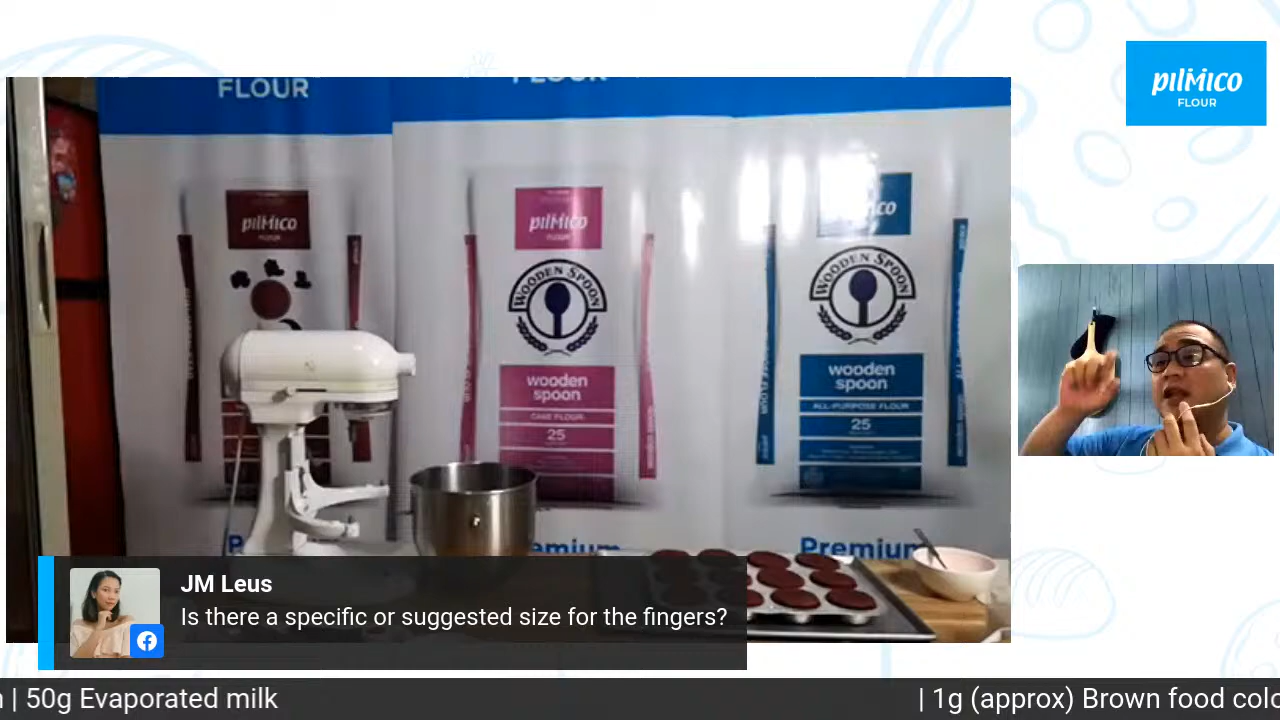 pilmico
FLOUR
FLOUR
FLOUR
pilmico
FLOUR
pilmico
FLOUR
WOODEN SPOON
WOODEN SPOON
wooden
spoon
CAKE FLOUR
25
wooden
spoon
ALL-PURPOSE FLOUR
25
Premium
JM Leus
Is there a specific or suggested size for the fingers?
| 50g Evaporated milk
| 1g (approx) Brown food colo